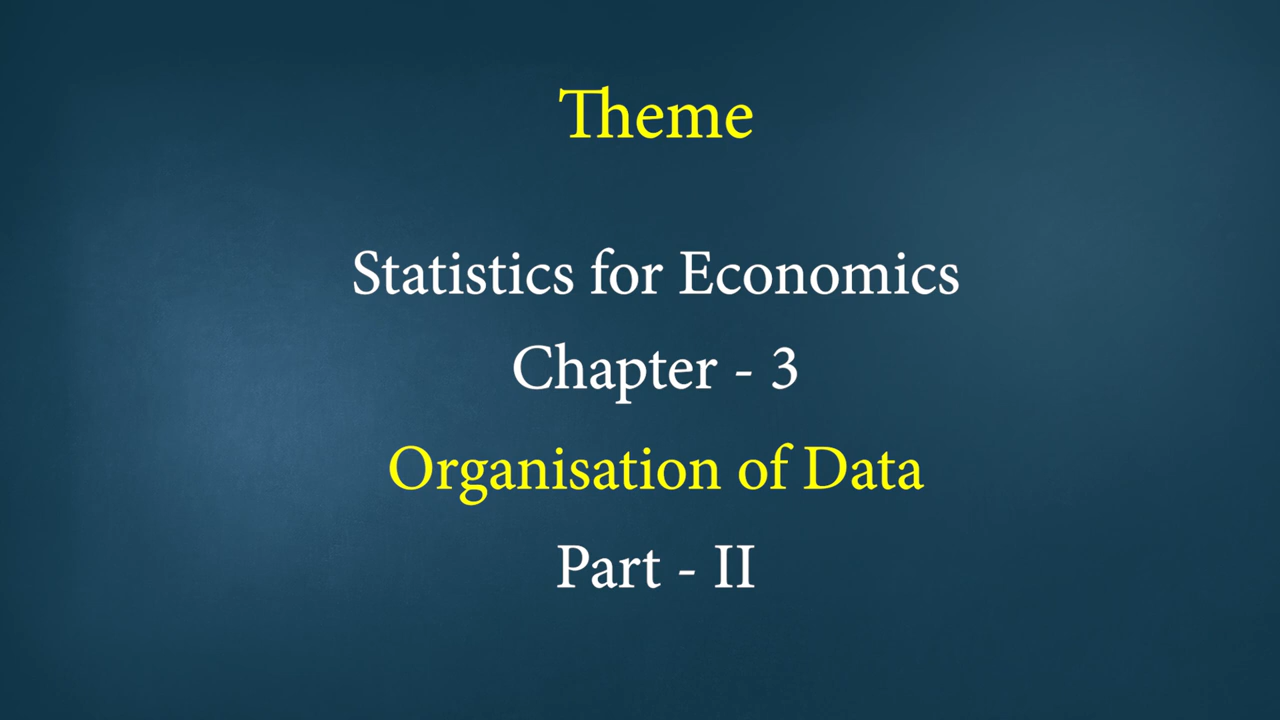 Theme
Statistics for Economics
Chapter - 3
Organisation of Data
Part - II